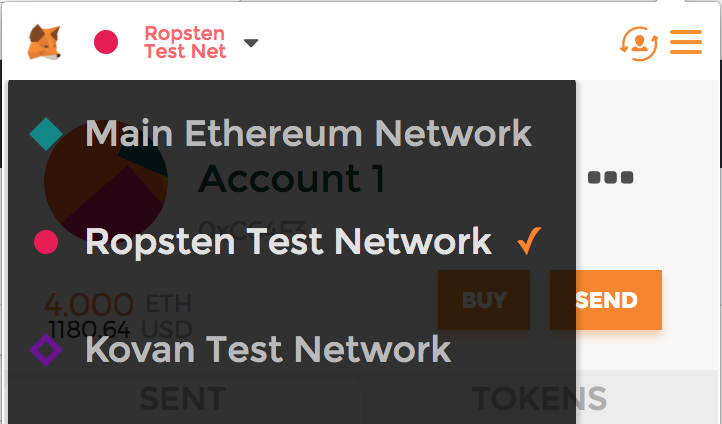 Ropsten
Test Net
Main Ethereum Network
Account 1
Ropsten Test Network
4.000 ETH
1180.64 USD
BUY
SEND
Kovan Test Network
SENT
TOKENS